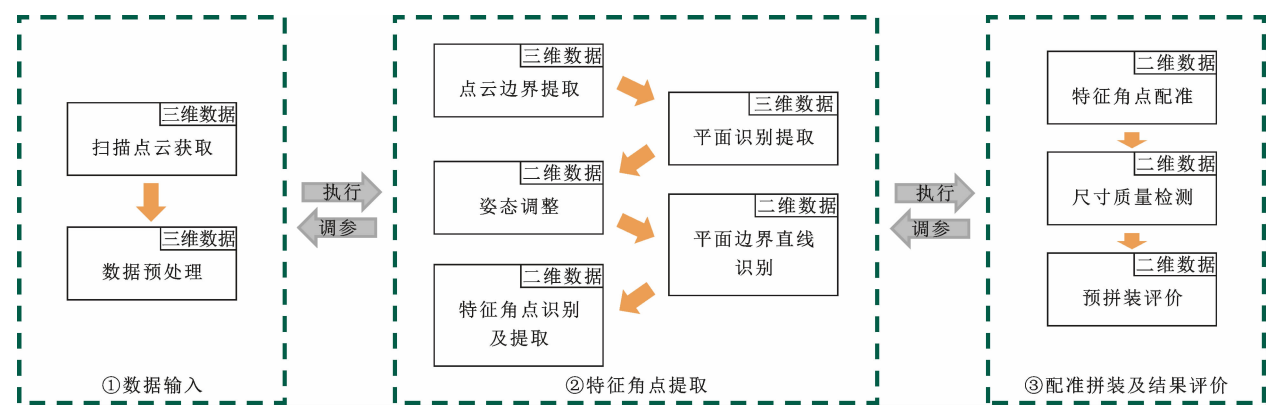 三维数据
扫描点云获取
三维数据
数据预处理
①数据输入
执行
调参
三维数据
点云边界提取
三维数据
平面识别提取
二维数据
姿态调整
二维数据
平面边界直线
识别
二维数据
特征角点识别
及提取
②特征角点提取
执行
调参
二维数据
特征角点配准
二维数据
尺寸质量检测
二维数据
预拼装评价
③配准拼装及结果评价